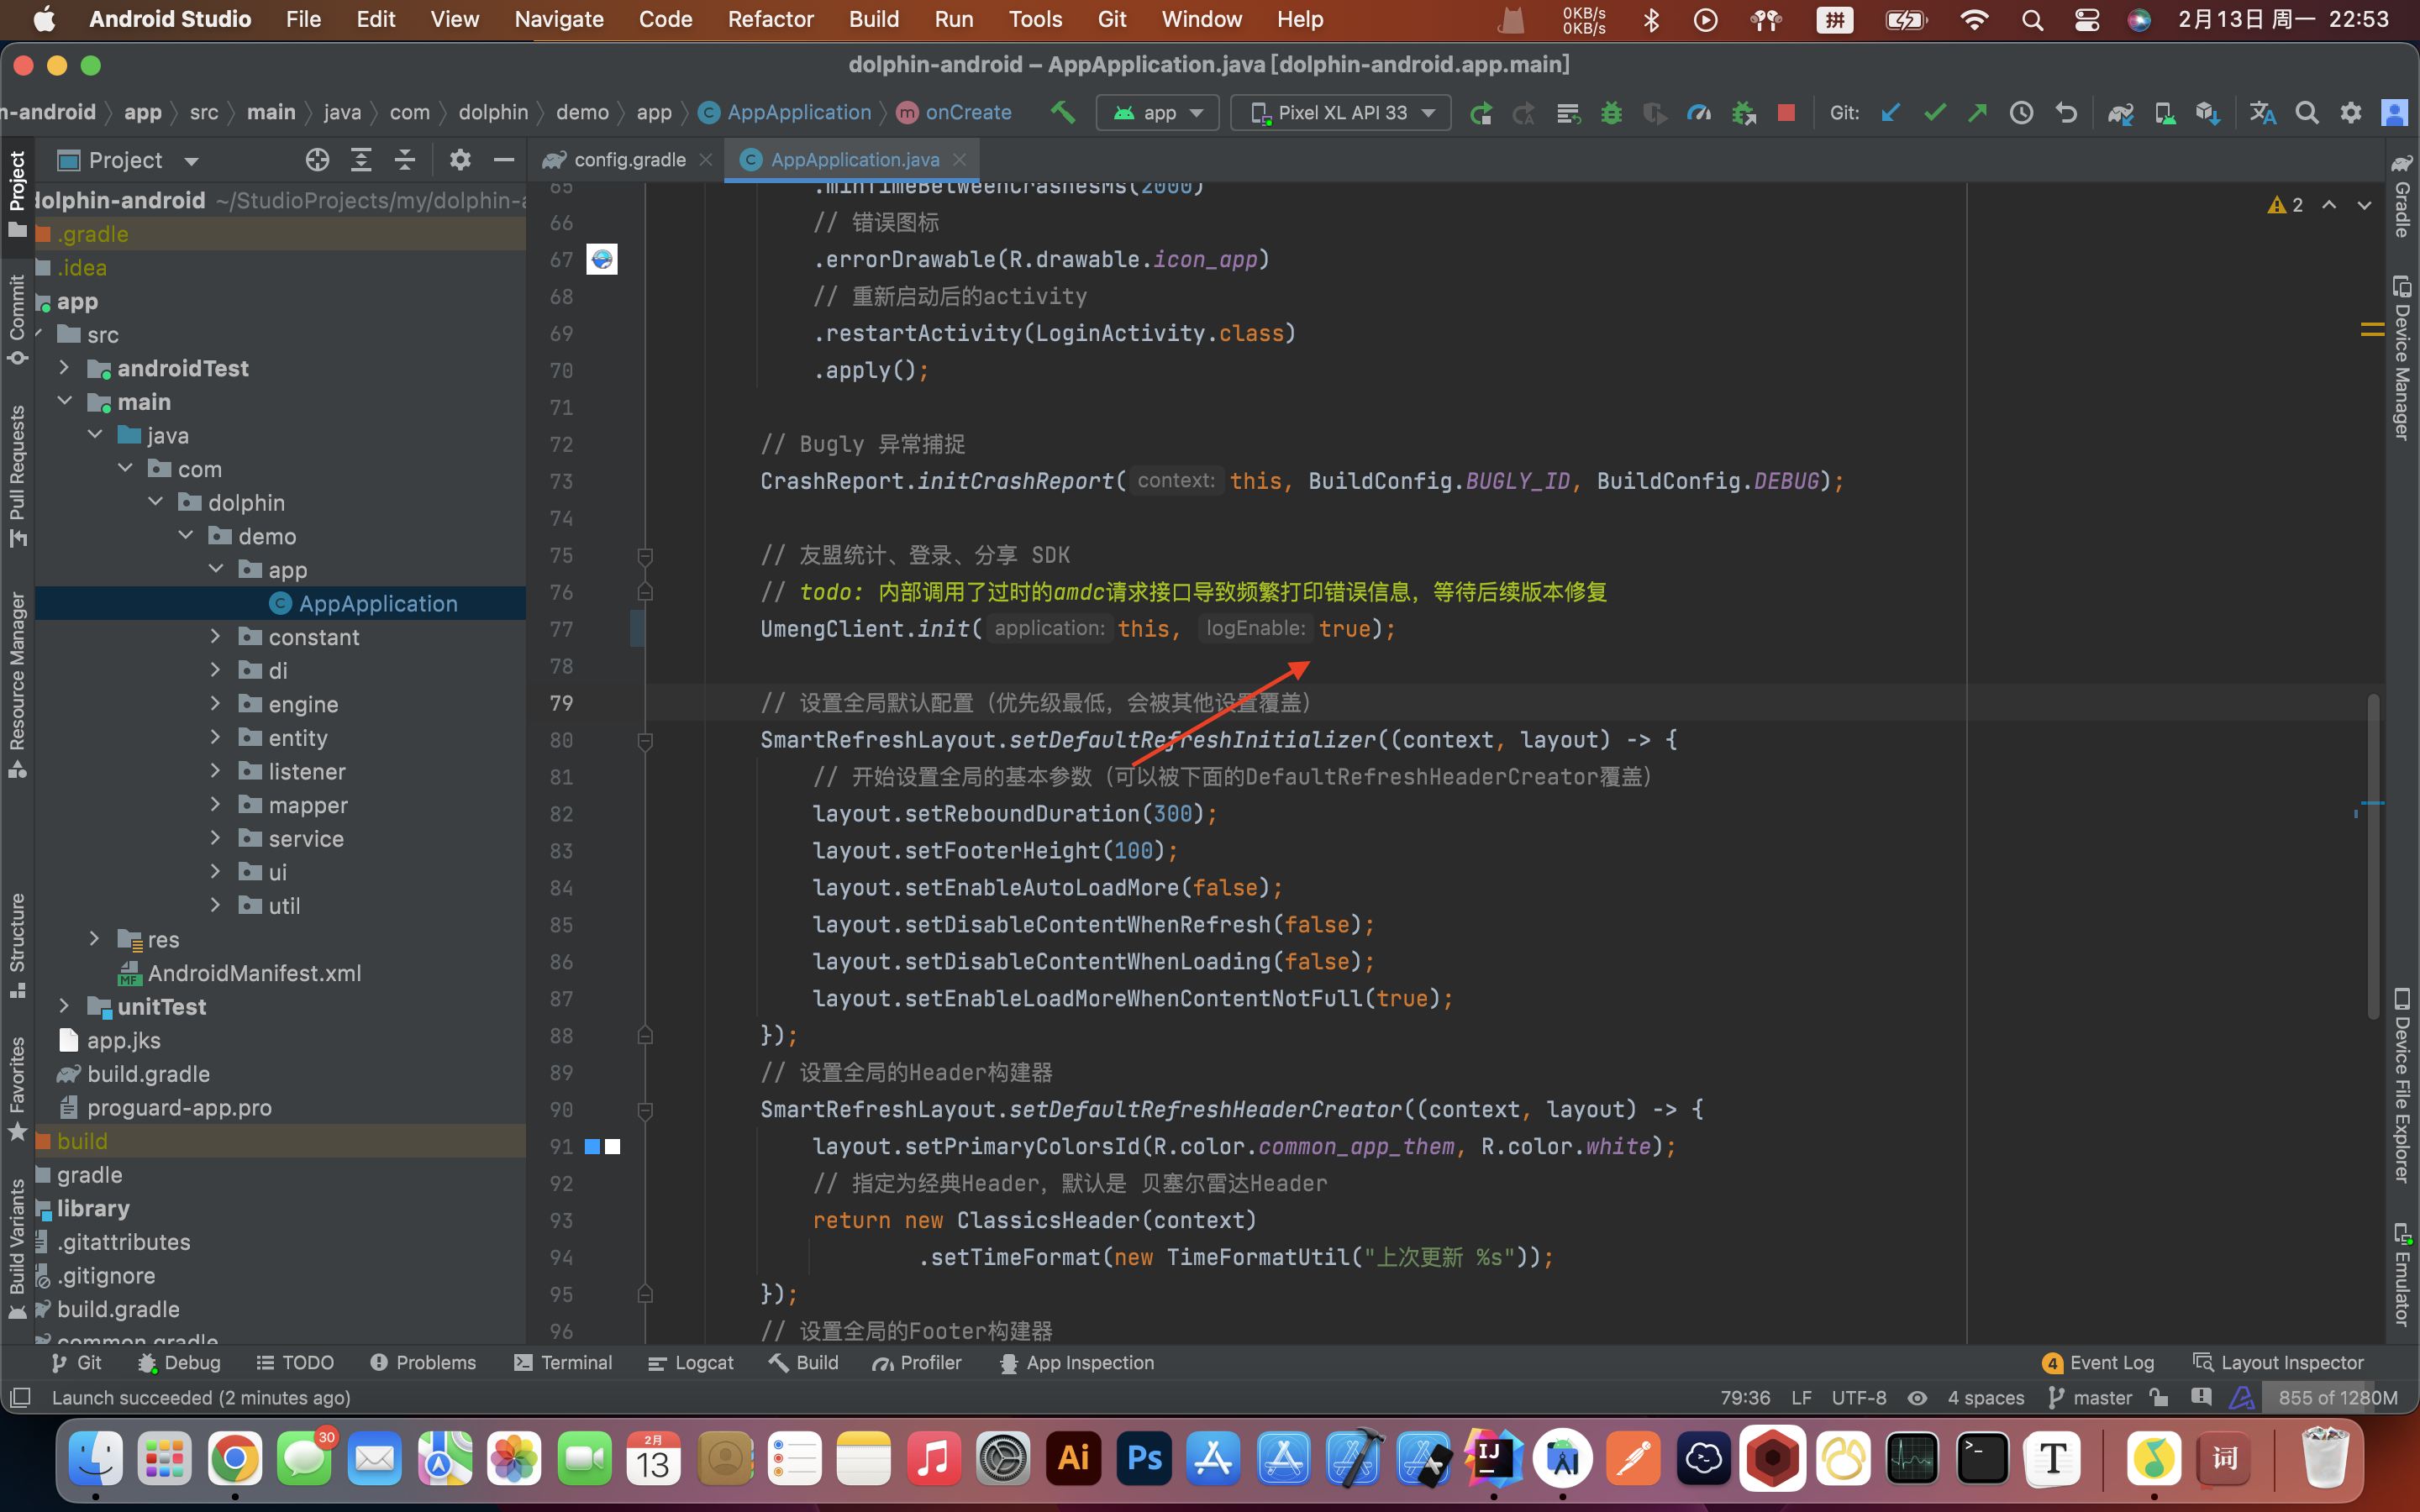 Android Studio File Edit View Navigate Code Refactor Build Run Tools Git Window Help 0KB/s 0KB/s 拼 2月13日 周一 22:53
dolphin-android – AppApplication.java [dolphin-android.app.main]
n-android app src main java com dolphin demo app AppApplication onCreate app Pixel XL API 33 Git:
Project
config.gradle AppApplication.java
dolphin-android ~/StudioProjects/my/dolphin-a
.gradle
.idea
app
src
androidTest
main
java
com
dolphin
demo
app
AppApplication
constant
di
engine
entity
listener
mapper
service
ui
util
res
AndroidManifest.xml
unitTest
app.jks
build.gradle
proguard-app.pro
build
gradle
library
.gitattributes
.gitignore
build.gradle
common.gradle
Project
Commit
Pull Requests
Resource Manager
Structure
Favorites
Build Variants
2
65 .minTimeBetweenCrashesMs(2000)
66 // 错误图标
67 .errorDrawable(R.drawable.icon_app)
68 // 重新启动后的activity
69 .restartActivity(LoginActivity.class)
70 .apply();
71
72 // Bugly 异常捕捉
73 CrashReport.initCrashReport( context: this, BuildConfig.BUGLY_ID, BuildConfig.DEBUG);
74
75 // 友盟统计、登录、分享 SDK
76 // todo: 内部调用了过时的amdc请求接口导致频繁打印错误信息，等待后续版本修复
77 UmengClient.init( application: this, logEnable: true);
78
79 // 设置全局默认配置（优先级最低，会被其他设置覆盖）
80 SmartRefreshLayout.setDefaultRefreshInitializer((context, layout) -> {
81 // 开始设置全局的基本参数（可以被下面的DefaultRefreshHeaderCreator覆盖）
82 layout.setReboundDuration(300);
83 layout.setFooterHeight(100);
84 layout.setEnableAutoLoadMore(false);
85 layout.setDisableContentWhenRefresh(false);
86 layout.setDisableContentWhenLoading(false);
87 layout.setEnableLoadMoreWhenContentNotFull(true);
88 });
89 // 设置全局的Header构建器
90 SmartRefreshLayout.setDefaultRefreshHeaderCreator((context, layout) -> {
91 layout.setPrimaryColorsId(R.color.common_app_them, R.color.white);
92 // 指定为经典Header，默认是 贝塞尔雷达Header
93 return new ClassicsHeader(context)
94 .setTimeFormat(new TimeFormatUtil("上次更新 %s"));
95 });
96 // 设置全局的Footer构建器
Gradle
Device Manager
Device File Explorer
Emulator
Git Debug TODO Problems Terminal Logcat Build Profiler App Inspection 4 Event Log Layout Inspector
Launch succeeded (2 minutes ago) 79:36 LF UTF-8 4 spaces master 855 of 1280M
30 2月 13 Ai Ps IJ T 词